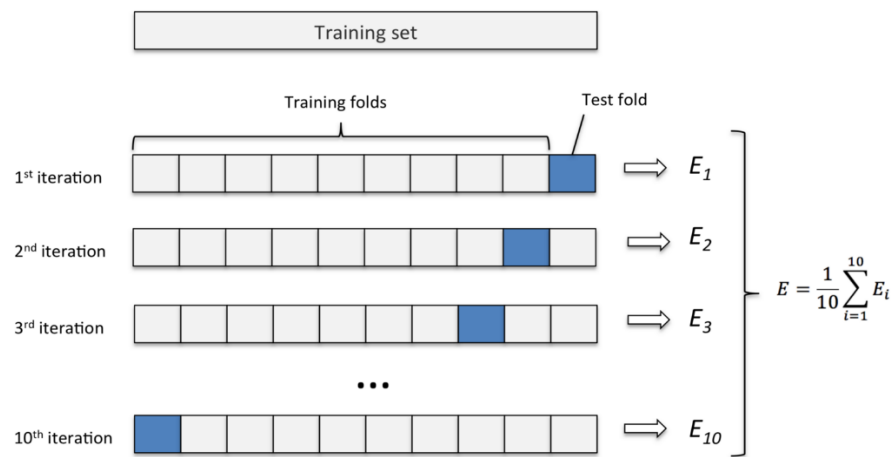 Training set
Training folds
Test fold
1st iteration
E1
2nd iteration
E2
3rd iteration
E3
E = 1/10 10∑i=1 Ei
...
10th iteration
E10